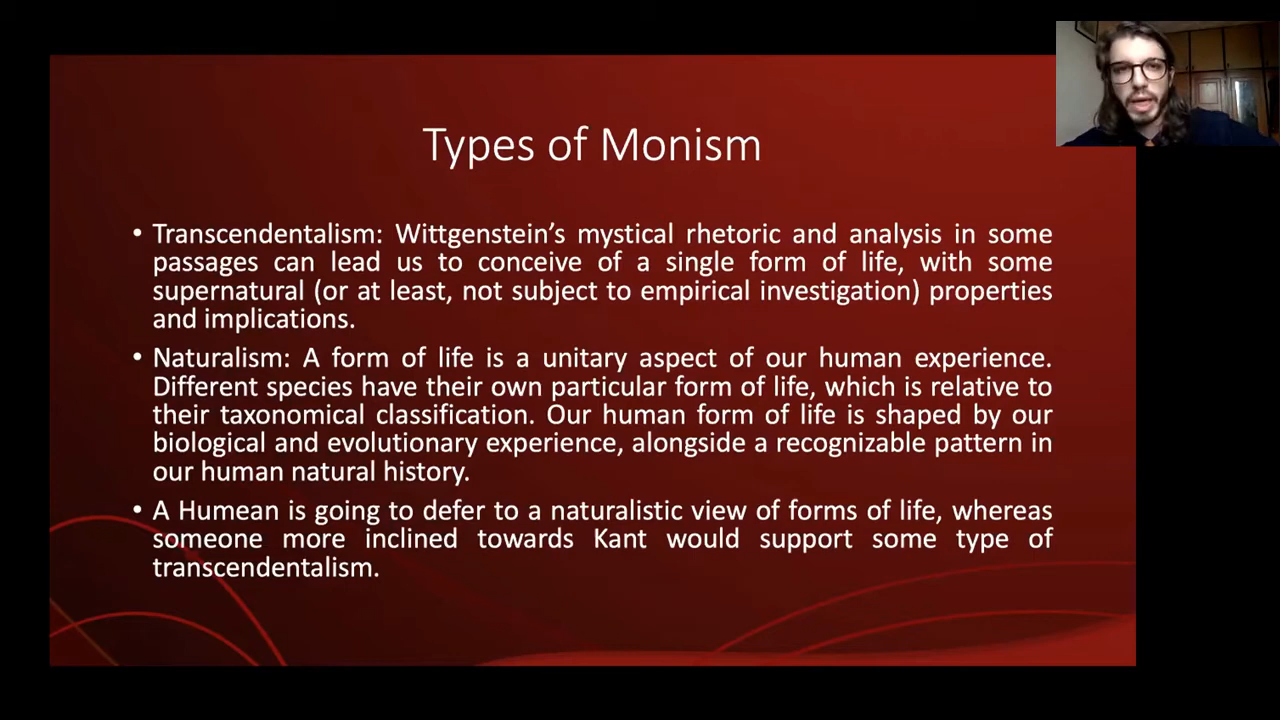 Types of Monism
• Transcendentalism: Wittgenstein’s mystical rhetoric and analysis in some
passages can lead us to conceive of a single form of life, with some
supernatural (or at least, not subject to empirical investigation) properties
and implications.
• Naturalism: A form of life is a unitary aspect of our human experience.
Different species have their own particular form of life, which is relative to
their taxonomical classification. Our human form of life is shaped by our
biological and evolutionary experience, alongside a recognizable pattern in
our human natural history.
• A Humean is going to defer to a naturalistic view of forms of life, whereas
someone more inclined towards Kant would support some type of
transcendentalism.